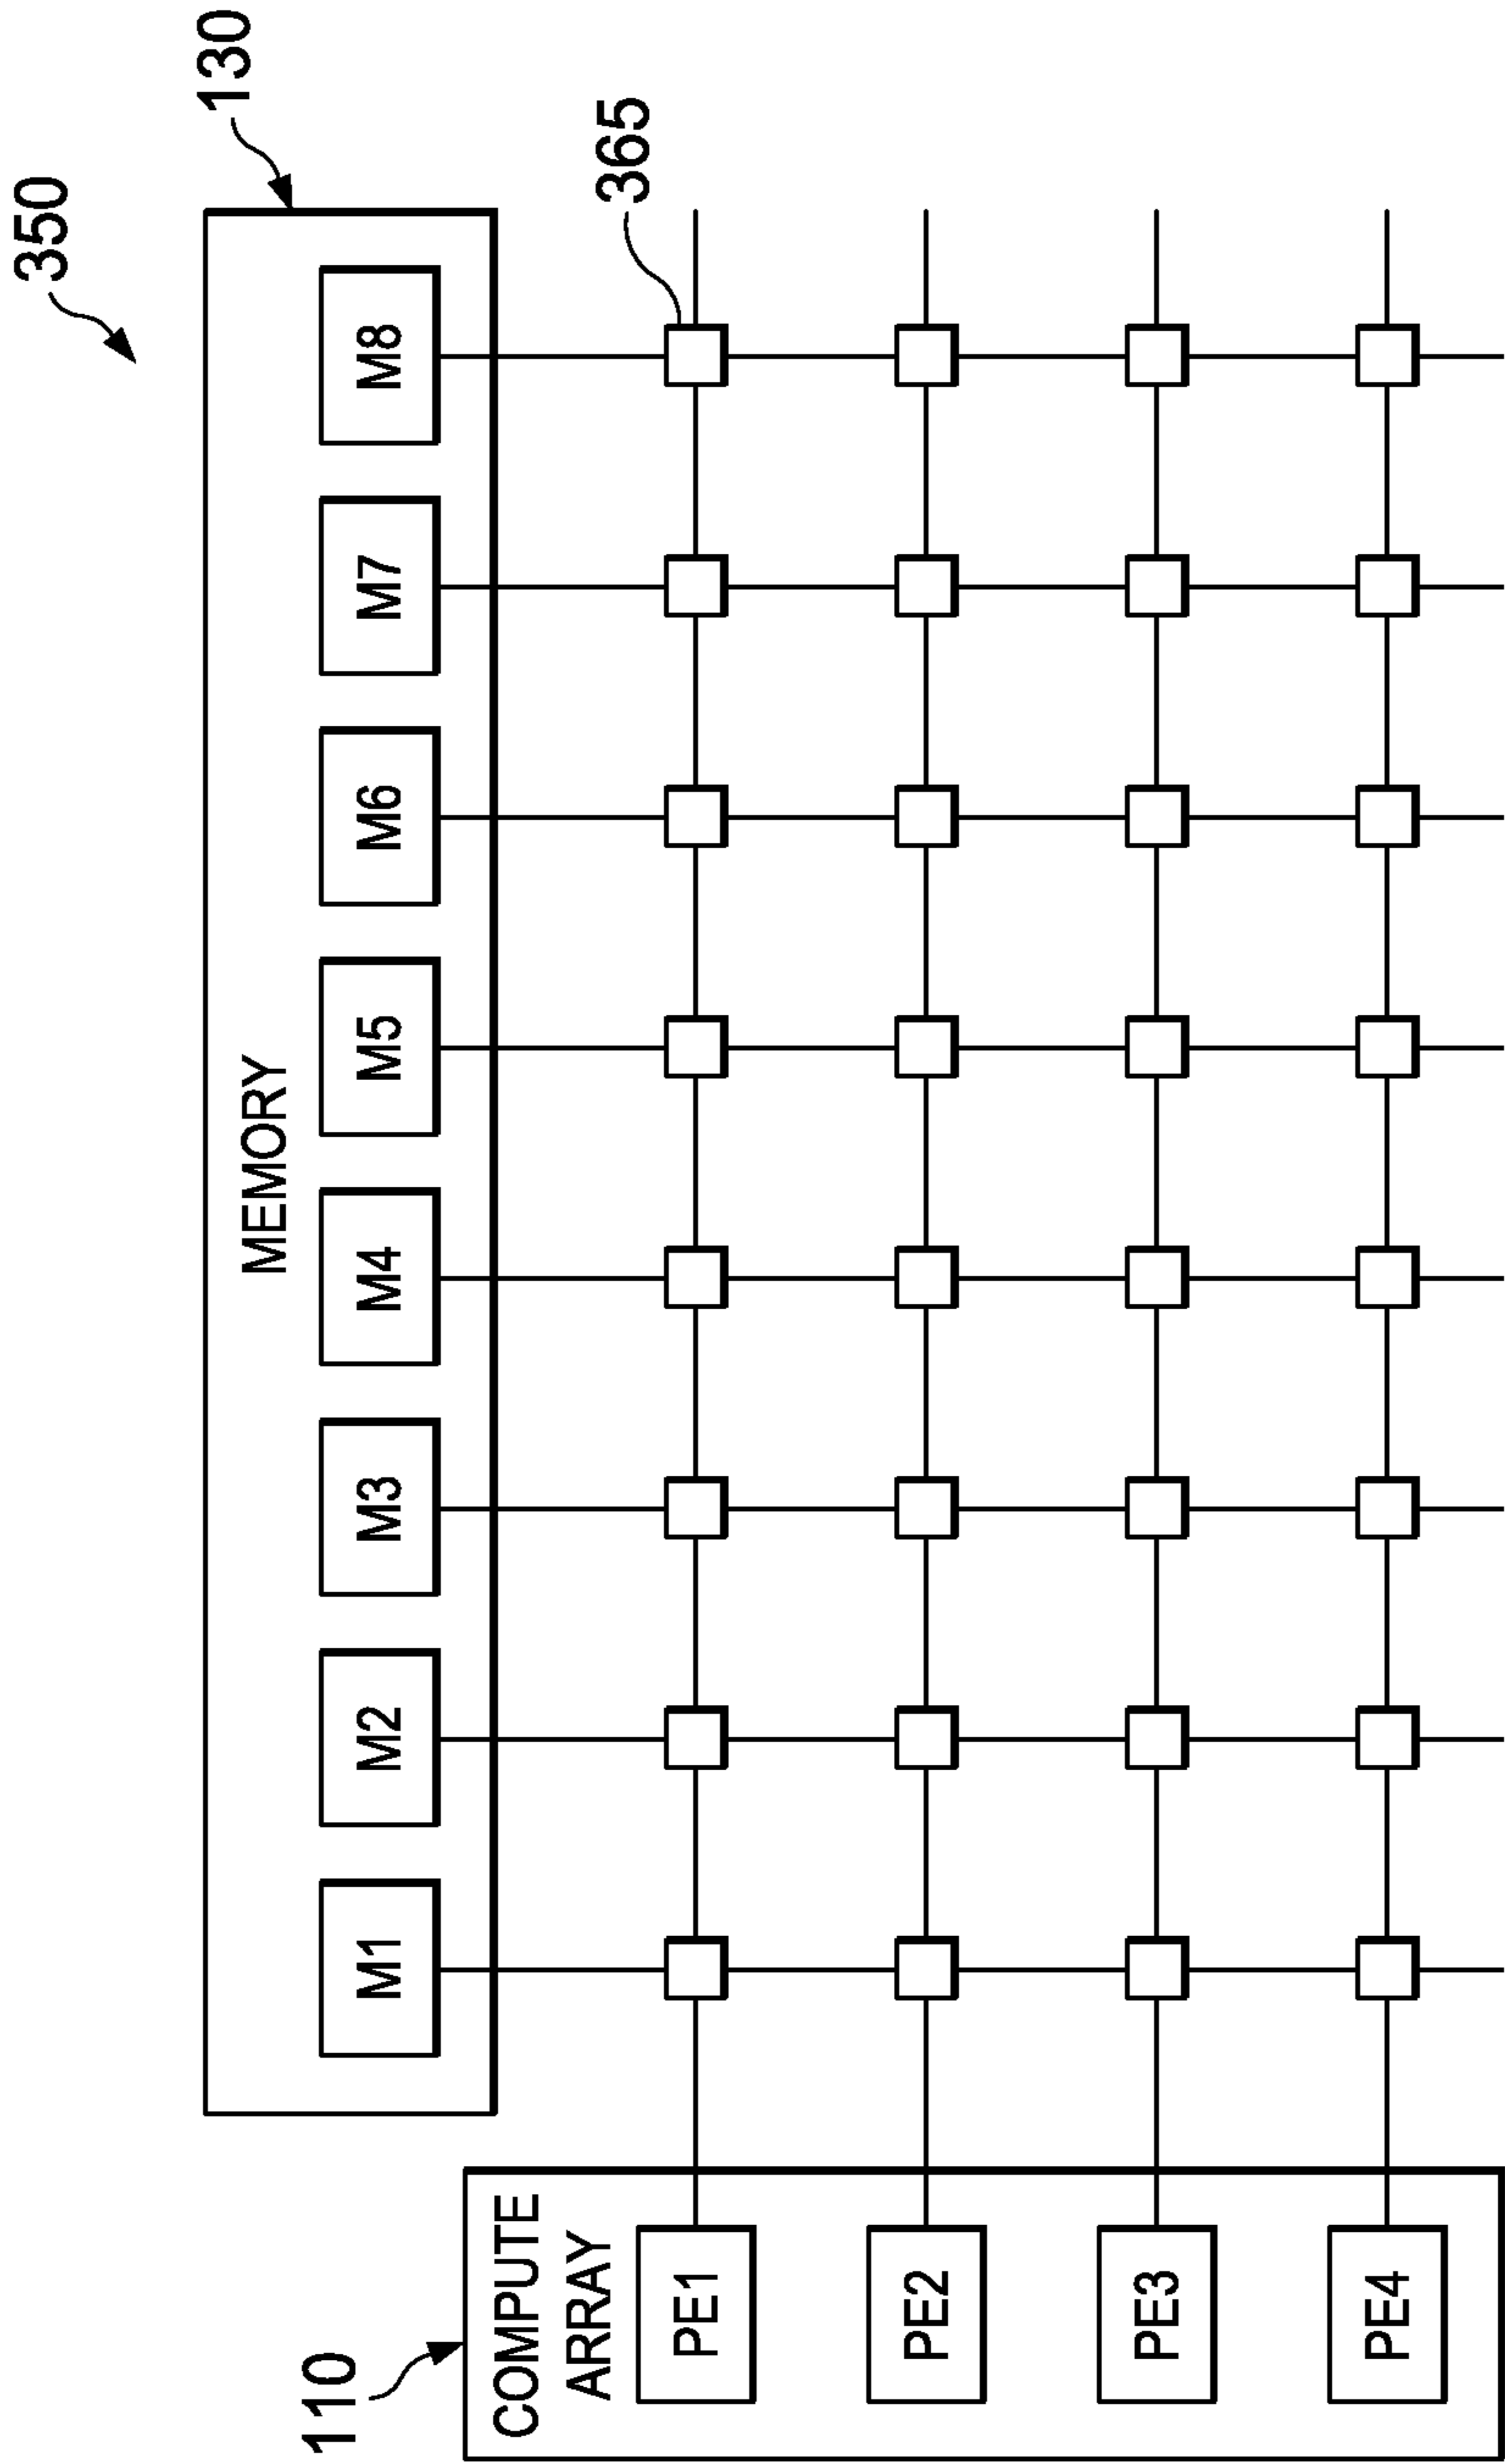 350
130
MEMORY
M1
M2
M3
M4
M5
M6
M7
M8
110
COMPUTE
ARRAY
365
PE1
PE2
PE3
PE4